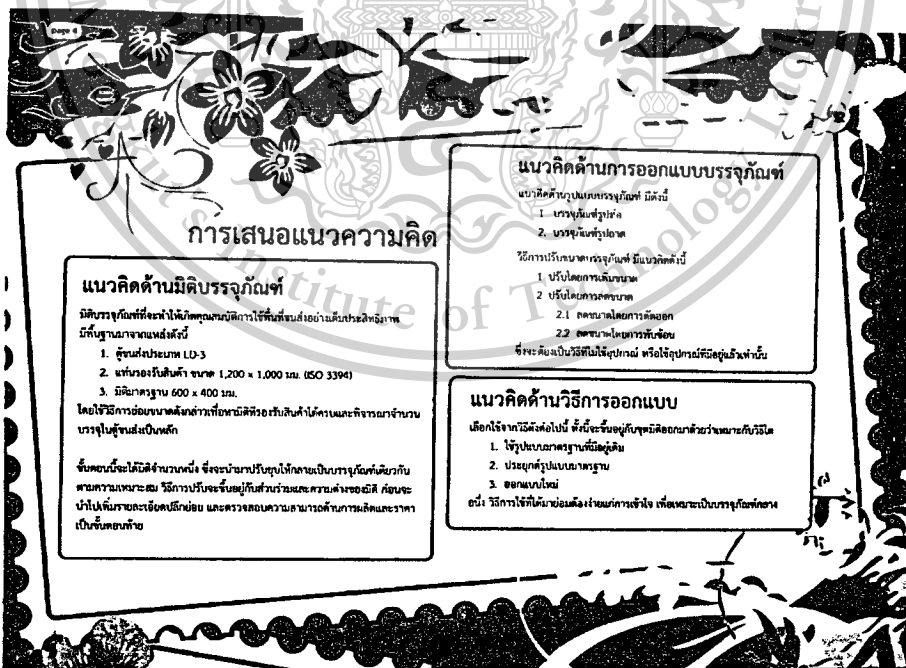 Page 4
การเสนอแนวความคิด
แนวคิดด้านมิติบรรจุภัณฑ์
มิติบรรจุภัณฑ์ที่จะทำให้เกิดคุณสมบัติการใช้พื้นที่ขนส่งอย่างเต็มประสิทธิภาพ
มีพื้นฐานมาจากแหล่งดังนี้
1. ตู้ขนส่งประเภท LD-3
2. แท่นรองรับสินค้า ขนาด 1,200 x 1,000 มม. (ISO 3394)
3. มิติมาตรฐาน 600 x 400 มม.
โดยใช้วิธีการย่อยขนาดดังกล่าวเพื่อหามิติที่รองรับสินค้าได้ครบและพิจารณาจำนวน
บรรจุในตู้ขนส่งเป็นหลัก
ขั้นตอนนี้จะได้มิติจำนวนหนึ่ง ซึ่งจะนำมาปรับยุบให้กลายเป็นบรรจุภัณฑ์เดียวกัน
ตามความเหมาะสม วิธีการปรับจะขึ้นอยู่กับส่วนร่วมและความต่างของมิติ ก่อนจะ
นำไปเพิ่มรายละเอียดปลีกย่อย และตรวจสอบความสามารถด้านการผลิตและราคา
เป็นขั้นตอนท้าย
แนวคิดด้านการออกแบบบรรจุภัณฑ์
แนวคิดด้านรูปแบบบรรจุภัณฑ์ มีดังนี้
1 บรรจุภัณฑ์รูปท่อ
2. บรรจุภัณฑ์รูปถาด
วิธีการปรับขนาดบรรจุภัณฑ์ มีแนวคิดดังนี้
1 ปรับโดยการเพิ่มขนาด
2 ปรับโดยการลดขนาด
2.1 ลดขนาดโดยการตัดออก
2.2 ลดขนาดโดยการทับซ้อน
ซึ่งจะต้องเป็นวิธีที่ไม่ใช้อุปกรณ์ หรือใช้อุปกรณ์ที่มีอยู่แล้วเท่านั้น
แนวคิดด้านวิธีการออกแบบ
เลือกใช้จากวิธีดังต่อไปนี้ ทั้งนี้จะขึ้นอยู่กับชุดมิติออกมาด้วยว่าเหมาะกับวิธีใด
1. ใช้รูปแบบมาตรฐานที่มีอยู่เดิม
2. ประยุกต์รูปแบบมาตรฐาน
3. ออกแบบใหม่
อนึ่ง วิธีการใช้ที่ได้มาย่อมต้องง่ายแก่การเข้าใจ เพื่อเหมาะเป็นบรรจุภัณฑ์กลาง
Institute of Technology